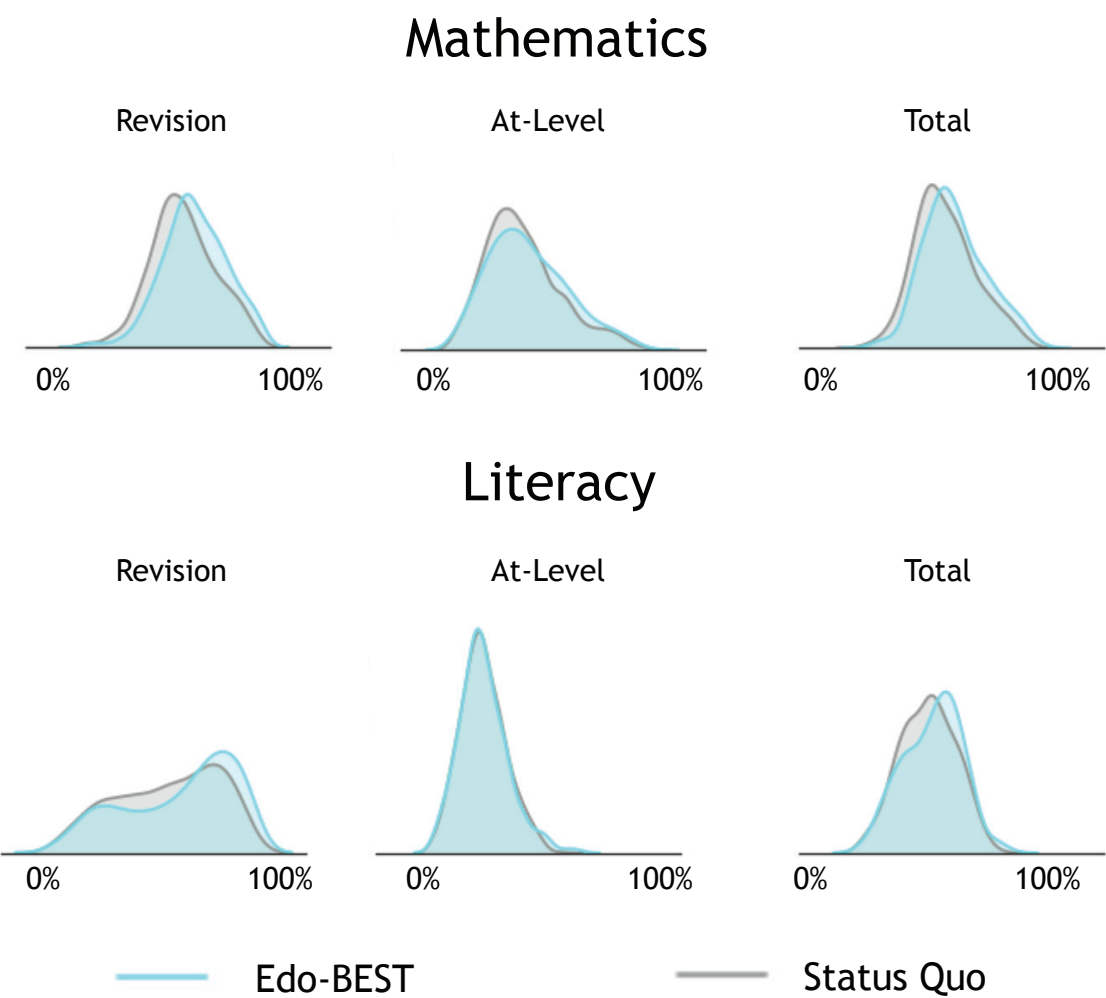 Mathematics
Revision At-Level Total
0% 100% 0% 100% 0% 100%
Literacy
Revision At-Level Total
0% 100% 0% 100% 0% 100%
Edo-BEST Status Quo